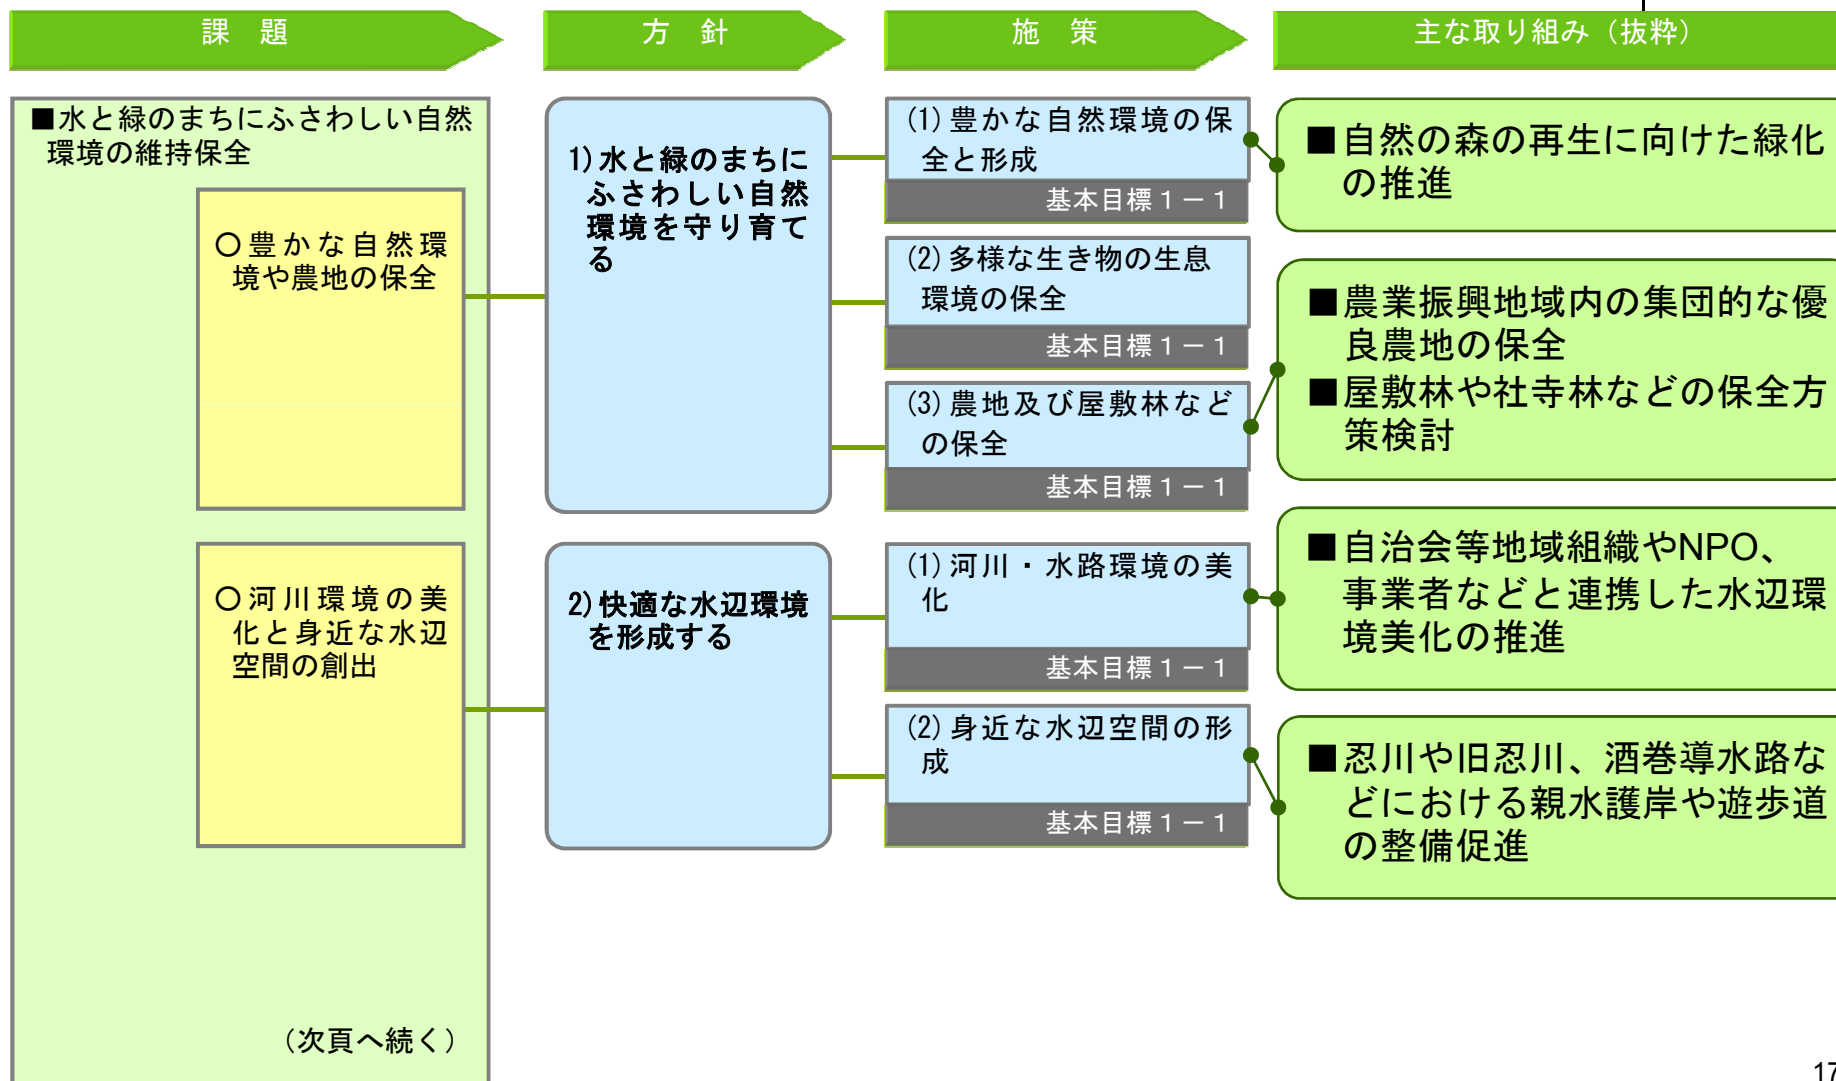 課　題
方　針
施　策
主な取り組み（抜粋）
■水と緑のまちにふさわしい自然
環境の維持保全
○豊かな自然環
境や農地の保全
1)水と緑のまちに
ふさわしい自然
環境を守り育て
る
(1)豊かな自然環境の保
全と形成
基本目標１－１
(2)多様な生き物の生息
環境の保全
基本目標１－１
(3)農地及び屋敷林など
の保全
基本目標１－１
■自然の森の再生に向けた緑化
の推進
■農業振興地域内の集団的な優
良農地の保全
■屋敷林や社寺林などの保全方
策検討
○河川環境の美
化と身近な水辺
空間の創出
2)快適な水辺環境
を形成する
(1)河川・水路環境の美
化
基本目標１－１
(2)身近な水辺空間の形
成
基本目標１－１
■自治会等地域組織やNPO、
事業者などと連携した水辺環
境美化の推進
■忍川や旧忍川、酒巻導水路な
どにおける親水護岸や遊歩道
の整備促進
（次頁へ続く）
17